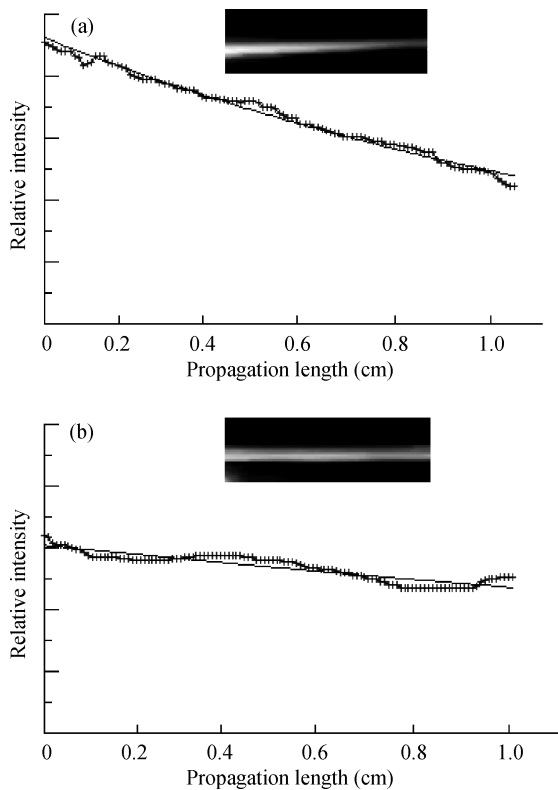 (a)
Relative intensity
0 0.2 0.4 0.6 0.8 1.0
Propagation length (cm)
(b)
Relative intensity
0 0.2 0.4 0.6 0.8 1.0
Propagation length (cm)